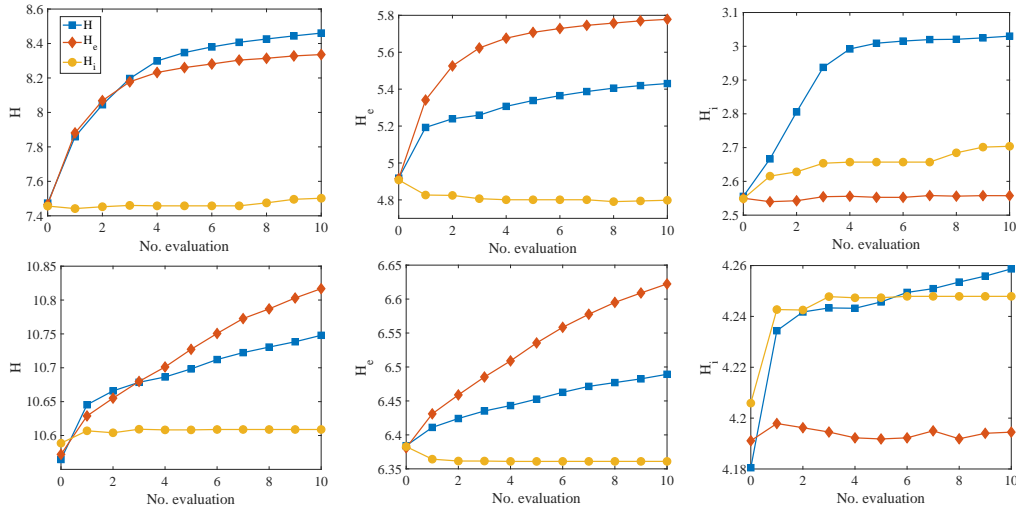 H
8.6
8.4
8.2
8
7.8
7.6
7.4
0 2 4 6 8 10
No. evaluation
H
H_e
H_i
H_e
5.8
5.6
5.4
5.2
5
4.8
0 2 4 6 8 10
No. evaluation
H_i
3.1
3
2.9
2.8
2.7
2.6
2.5
0 2 4 6 8 10
No. evaluation
H
10.85
10.8
10.75
10.7
10.65
10.6
0 2 4 6 8 10
No. evaluation
H_e
6.65
6.6
6.55
6.5
6.45
6.4
6.35
0 2 4 6 8 10
No. evaluation
H_i
4.26
4.24
4.22
4.2
4.18
0 2 4 6 8 10
No. evaluation